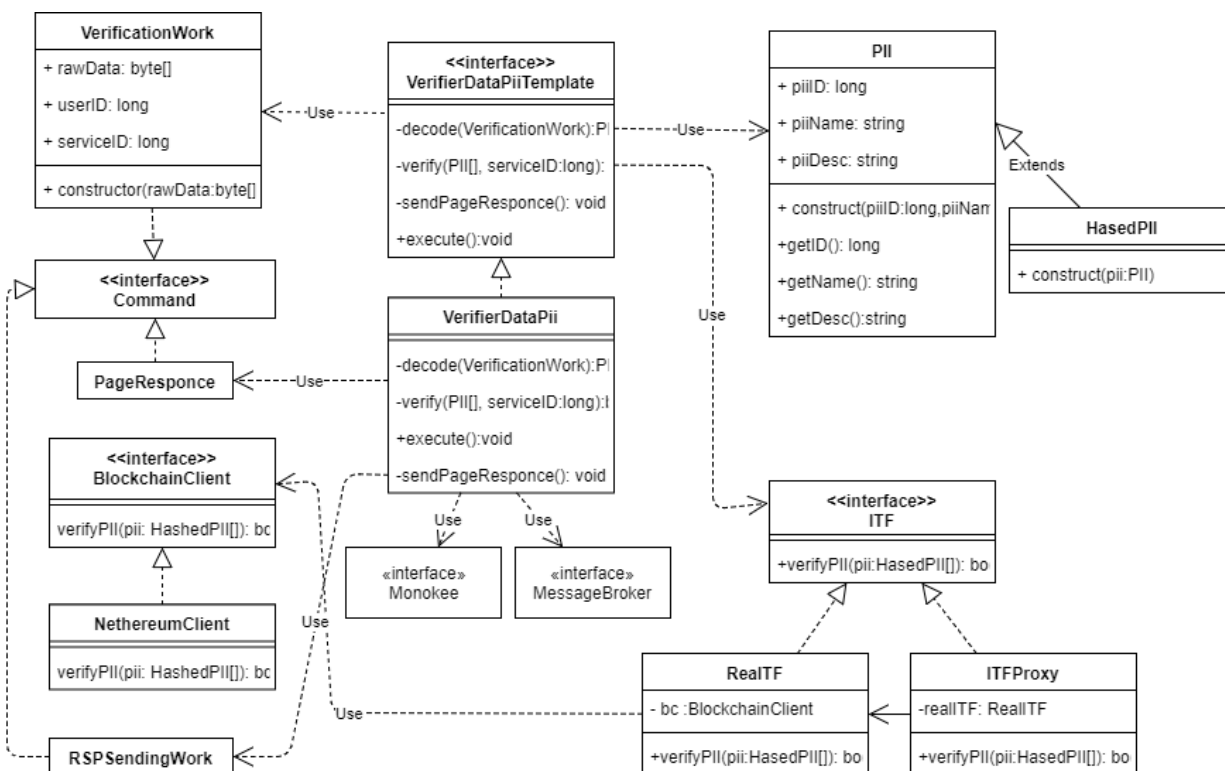 VerificationWork
+ rawData: byte[]
+ userID: long
+ serviceID: long
+ constructor(rawData:byte[]
<<interface>>
VerifierDataPiiTemplate
-decode(VerificationWork):PI
-verify(PII[], serviceID:long):
-sendPageResponce(): void
+execute():void
PII
+ piiID: long
+ piiName: string
+ piiDesc: string
+ construct(piiID:long,piiNam
+getID(): long
+getName(): string
+getDesc():string
Use
Use
Extends
HasedPII
+ construct(pii:PII)
<<interface>>
Command
PageResponce
Use
VerifierDataPii
-decode(VerificationWork):PI
-verify(PII[], serviceID:long):b
+execute():void
-sendPageResponce(): void
Use
<<interface>>
BlockchainClient
verifyPII(pii: HashedPII[]): bo
Use
Use
«interface»
Monokee
«interface»
MessageBroker
<<interface>>
ITF
+verifyPII(pii:HasedPII[]): boo
NethereumClient
verifyPII(pii: HashedPII[]): bo
Use
RealTF
- bc :BlockchainClient
+verifyPII(pii:HasedPII[]): boo
ITFProxy
-realITF: RealITF
+verifyPII(pii:HasedPII[]): boo
Use
RSPSendingWork